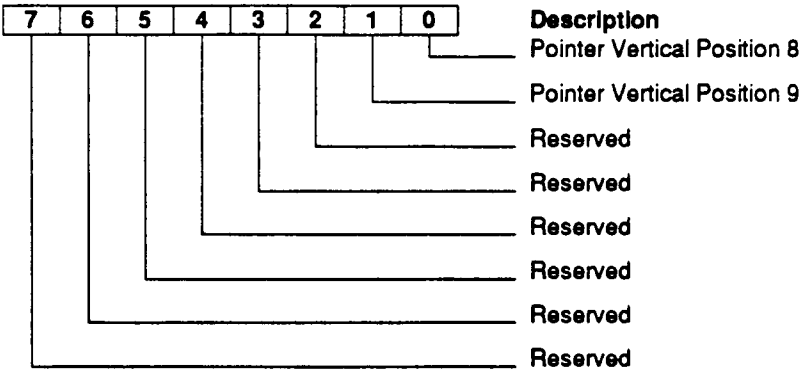 7 6 5 4 3 2 1 0 Description
Pointer Vertical Position 8
Pointer Vertical Position 9
Reserved
Reserved
Reserved
Reserved
Reserved
Reserved